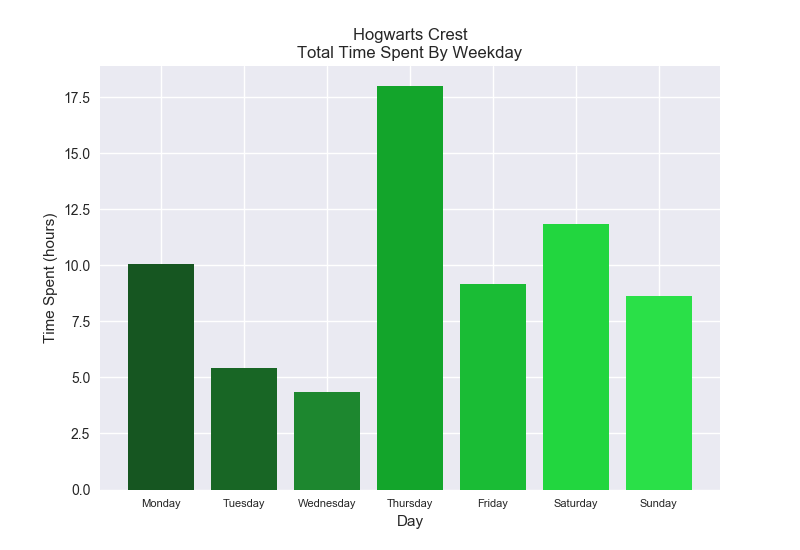 Hogwarts Crest
Total Time Spent By Weekday
Time Spent (hours)
17.5
15.0
12.5
10.0
7.5
5.0
2.5
0.0
Monday Tuesday Wednesday Thursday Friday Saturday Sunday
Day